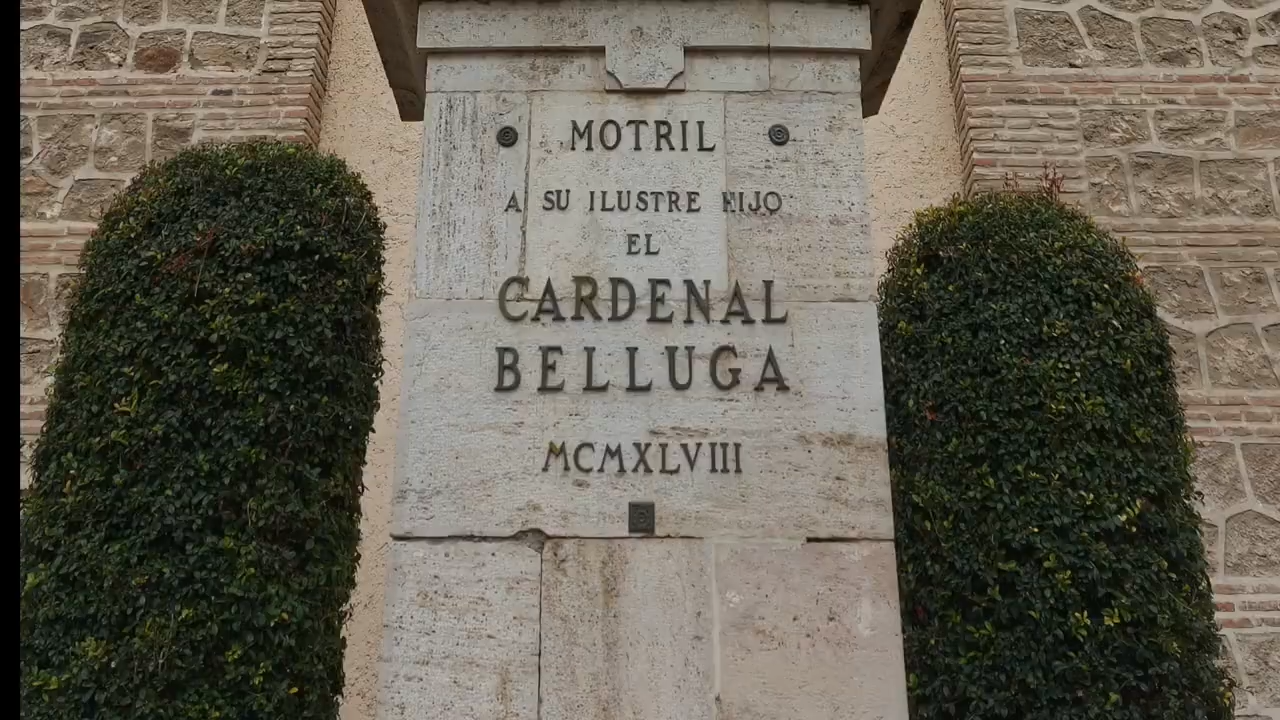 MOTRIL
A SU ILUSTRE HIJO
EL
CARDENAL
BELLUGA
MCMXLVIII